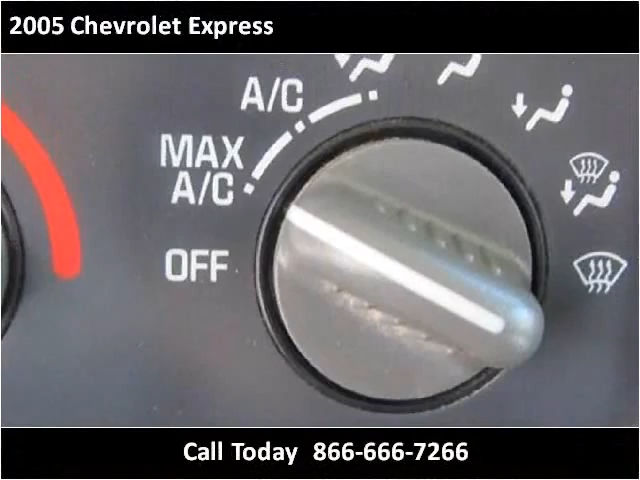 2005 Chevrolet Express
A/C
MAX
A/C
OFF
Call Today 866-666-7266